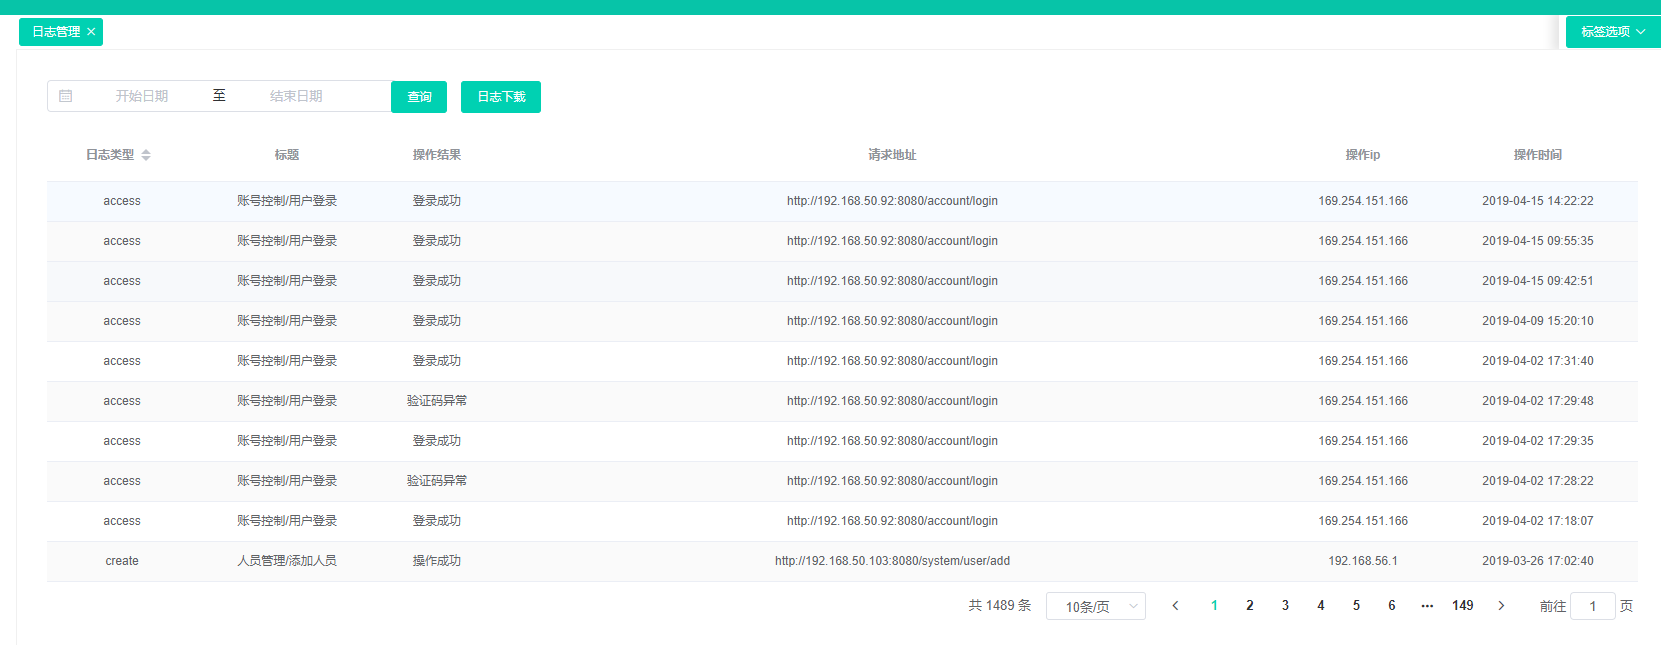 日志管理 ×
标签选项
开始日期 至 结束日期 查询 日志下载
日志类型 标题 操作结果 请求地址 操作ip 操作时间
access 账号控制/用户登录 登录成功 http://192.168.50.92:8080/account/login 169.254.151.166 2019-04-15 14:22:22
access 账号控制/用户登录 登录成功 http://192.168.50.92:8080/account/login 169.254.151.166 2019-04-15 09:55:35
access 账号控制/用户登录 登录成功 http://192.168.50.92:8080/account/login 169.254.151.166 2019-04-15 09:42:51
access 账号控制/用户登录 登录成功 http://192.168.50.92:8080/account/login 169.254.151.166 2019-04-09 15:20:10
access 账号控制/用户登录 登录成功 http://192.168.50.92:8080/account/login 169.254.151.166 2019-04-02 17:31:40
access 账号控制/用户登录 验证码异常 http://192.168.50.92:8080/account/login 169.254.151.166 2019-04-02 17:29:48
access 账号控制/用户登录 登录成功 http://192.168.50.92:8080/account/login 169.254.151.166 2019-04-02 17:29:35
access 账号控制/用户登录 验证码异常 http://192.168.50.92:8080/account/login 169.254.151.166 2019-04-02 17:28:22
access 账号控制/用户登录 登录成功 http://192.168.50.92:8080/account/login 169.254.151.166 2019-04-02 17:18:07
create 人员管理/添加人员 操作成功 http://192.168.50.103:8080/system/user/add 192.168.56.1 2019-03-26 17:02:40
共 1489 条 10条/页 < 1 2 3 4 5 6 ··· 149 > 前往 1 页